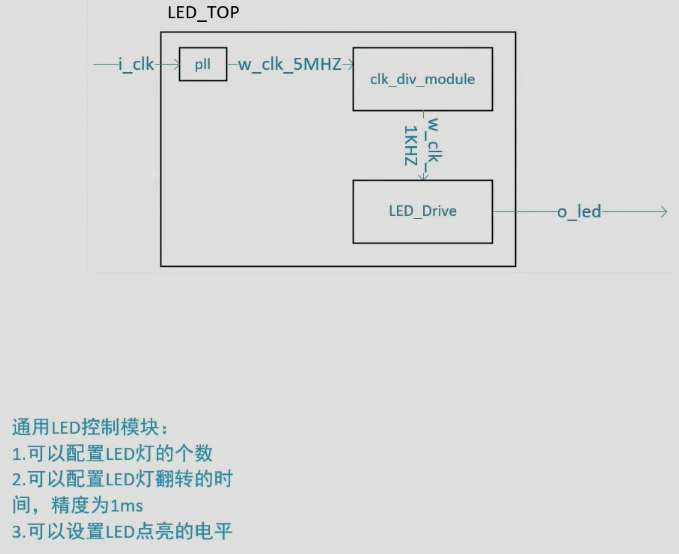 LED_TOP
i_clk
pll
w_clk_5MHZ
clk_div_module
w_clk_
1KHZ
LED_Drive
o_led
通用LED控制模块：
1.可以配置LED灯的个数
2.可以配置LED灯翻转的时
间，精度为1ms
3.可以设置LED点亮的电平